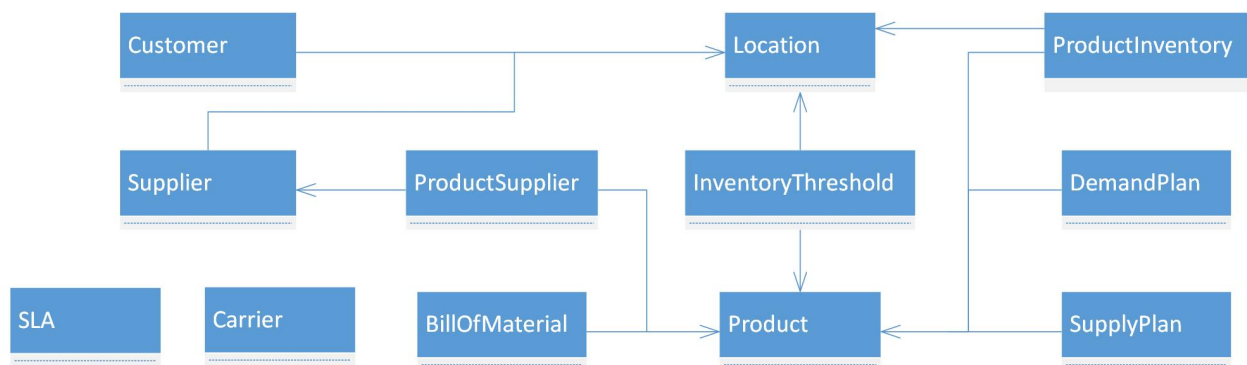 Customer
Location
ProductInventory
Supplier
ProductSupplier
InventoryThreshold
DemandPlan
SLA
Carrier
BillOfMaterial
Product
SupplyPlan